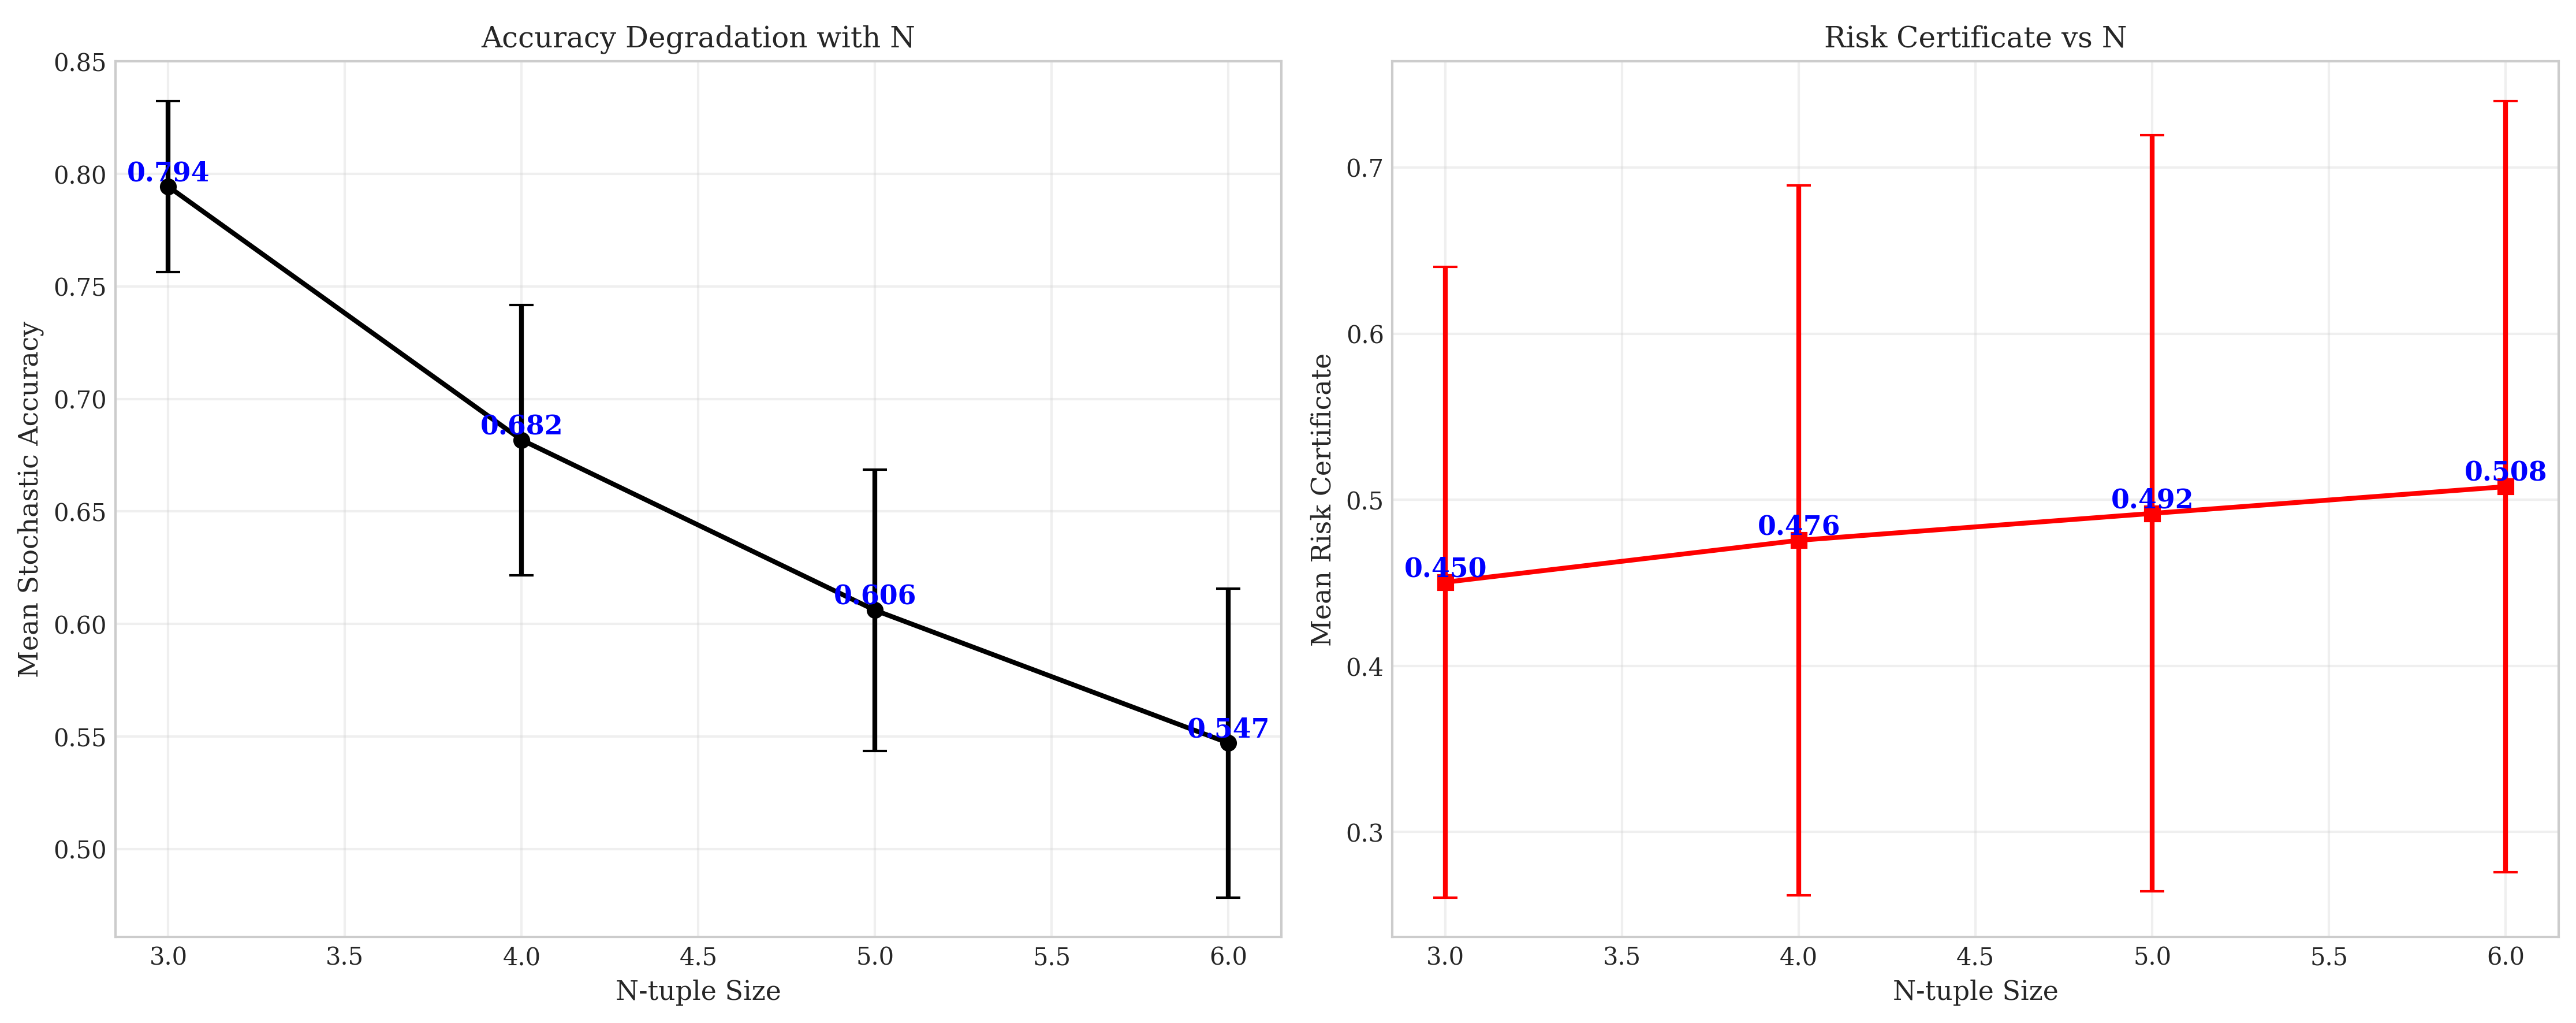 Accuracy Degradation with N
Mean Stochastic Accuracy
0.85
0.80
0.75
0.70
0.65
0.60
0.55
0.50
0.794
0.682
0.606
0.547
3.0 3.5 4.0 4.5 5.0 5.5 6.0
N-tuple Size
Risk Certificate vs N
Mean Risk Certificate
0.7
0.6
0.5
0.4
0.3
0.450
0.476
0.492
0.508
3.0 3.5 4.0 4.5 5.0 5.5 6.0
N-tuple Size